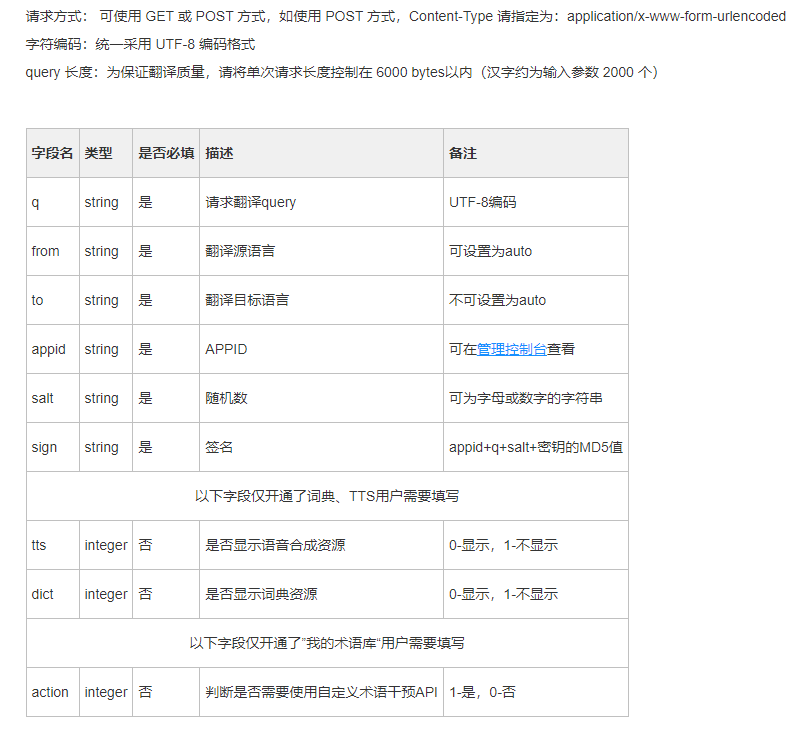 请求方式： 可使用 GET 或 POST 方式，如使用 POST 方式，Content-Type 请指定为：application/x-www-form-urlencoded
字符编码：统一采用 UTF-8 编码格式
query 长度：为保证翻译质量，请将单次请求长度控制在 6000 bytes以内（汉字约为输入参数 2000 个）
字段名 类型 是否必填 描述 备注
q string 是 请求翻译query UTF-8编码
from string 是 翻译源语言 可设置为auto
to string 是 翻译目标语言 不可设置为auto
appid string 是 APPID 可在管理控制台查看
salt string 是 随机数 可为字母或数字的字符串
sign string 是 签名 appid+q+salt+密钥的MD5值
以下字段仅开通了词典、TTS用户需要填写
tts integer 否 是否显示语音合成资源 0-显示，1-不显示
dict integer 否 是否显示词典资源 0-显示，1-不显示
以下字段仅开通了”我的术语库“用户需要填写
action integer 否 判断是否需要使用自定义术语干预API 1-是，0-否